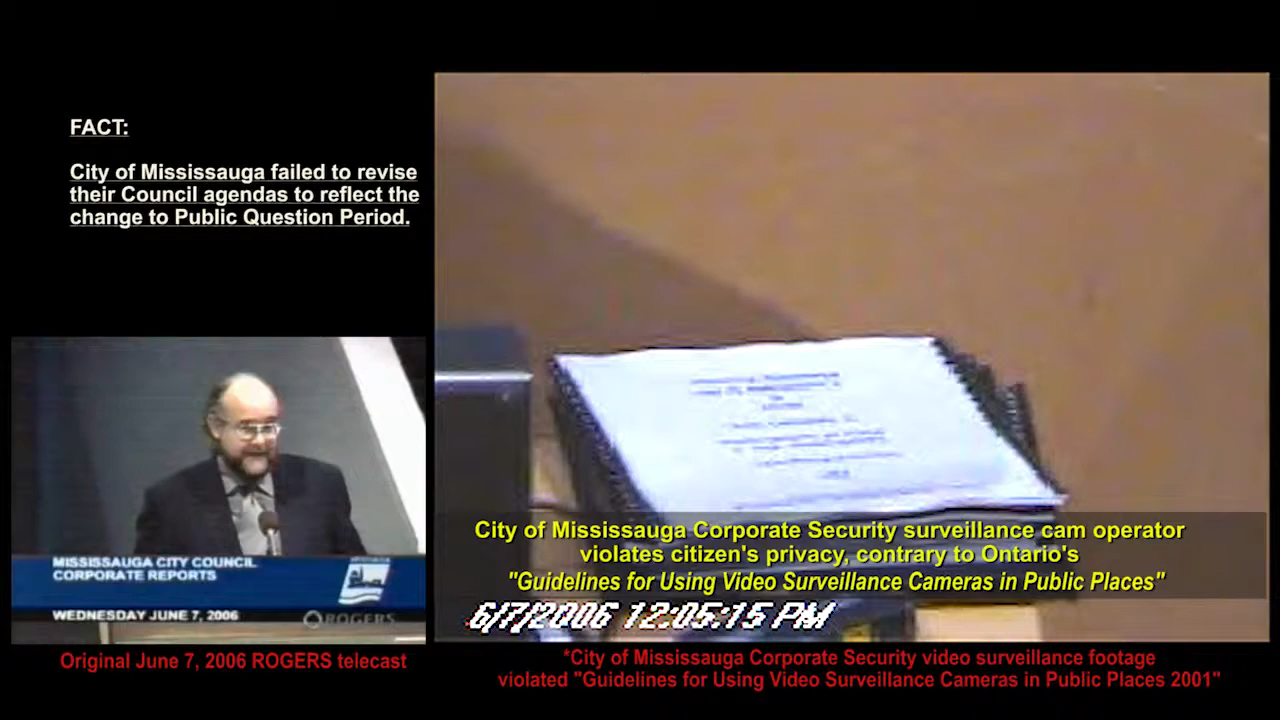 FACT:
City of Mississauga failed to revise
their Council agendas to reflect the
change to Public Question Period.
MISSISSAUGA CITY COUNCIL
CORPORATE REPORTS
WEDNESDAY JUNE 7, 2006
ROGERS
Original June 7, 2006 ROGERS telecast
City of Mississauga Corporate Security surveillance cam operator
violates citizen's privacy, contrary to Ontario's
"Guidelines for Using Video Surveillance Cameras in Public Places"
6/7/2006 12:05:15 PM
*City of Mississauga Corporate Security video surveillance footage
violated "Guidelines for Using Video Surveillance Cameras in Public Places 2001"